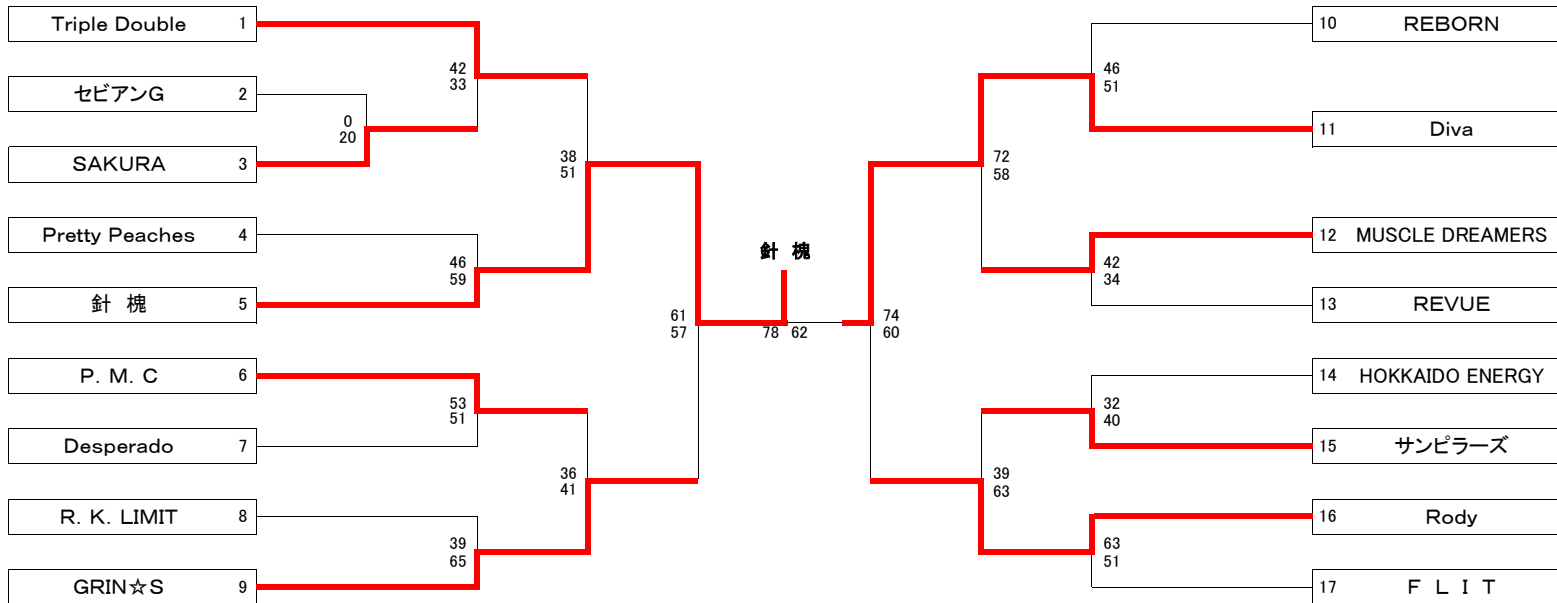 Triple Double 1
セビアンG 2
SAKURA 3
Pretty Peaches 4
針 槐 5
P. M. C 6
Desperado 7
R. K. LIMIT 8
GRIN☆S 9
42
33
0
20
46
59
53
51
39
65
38
51
36
41
61
57
針 槐
78 62
74
60
72
58
39
63
46
51
42
34
32
40
63
51
10 REBORN
11 Diva
12 MUSCLE DREAMERS
13 REVUE
14 HOKKAIDO ENERGY
15 サンピラーズ
16 Rody
17 F L I T